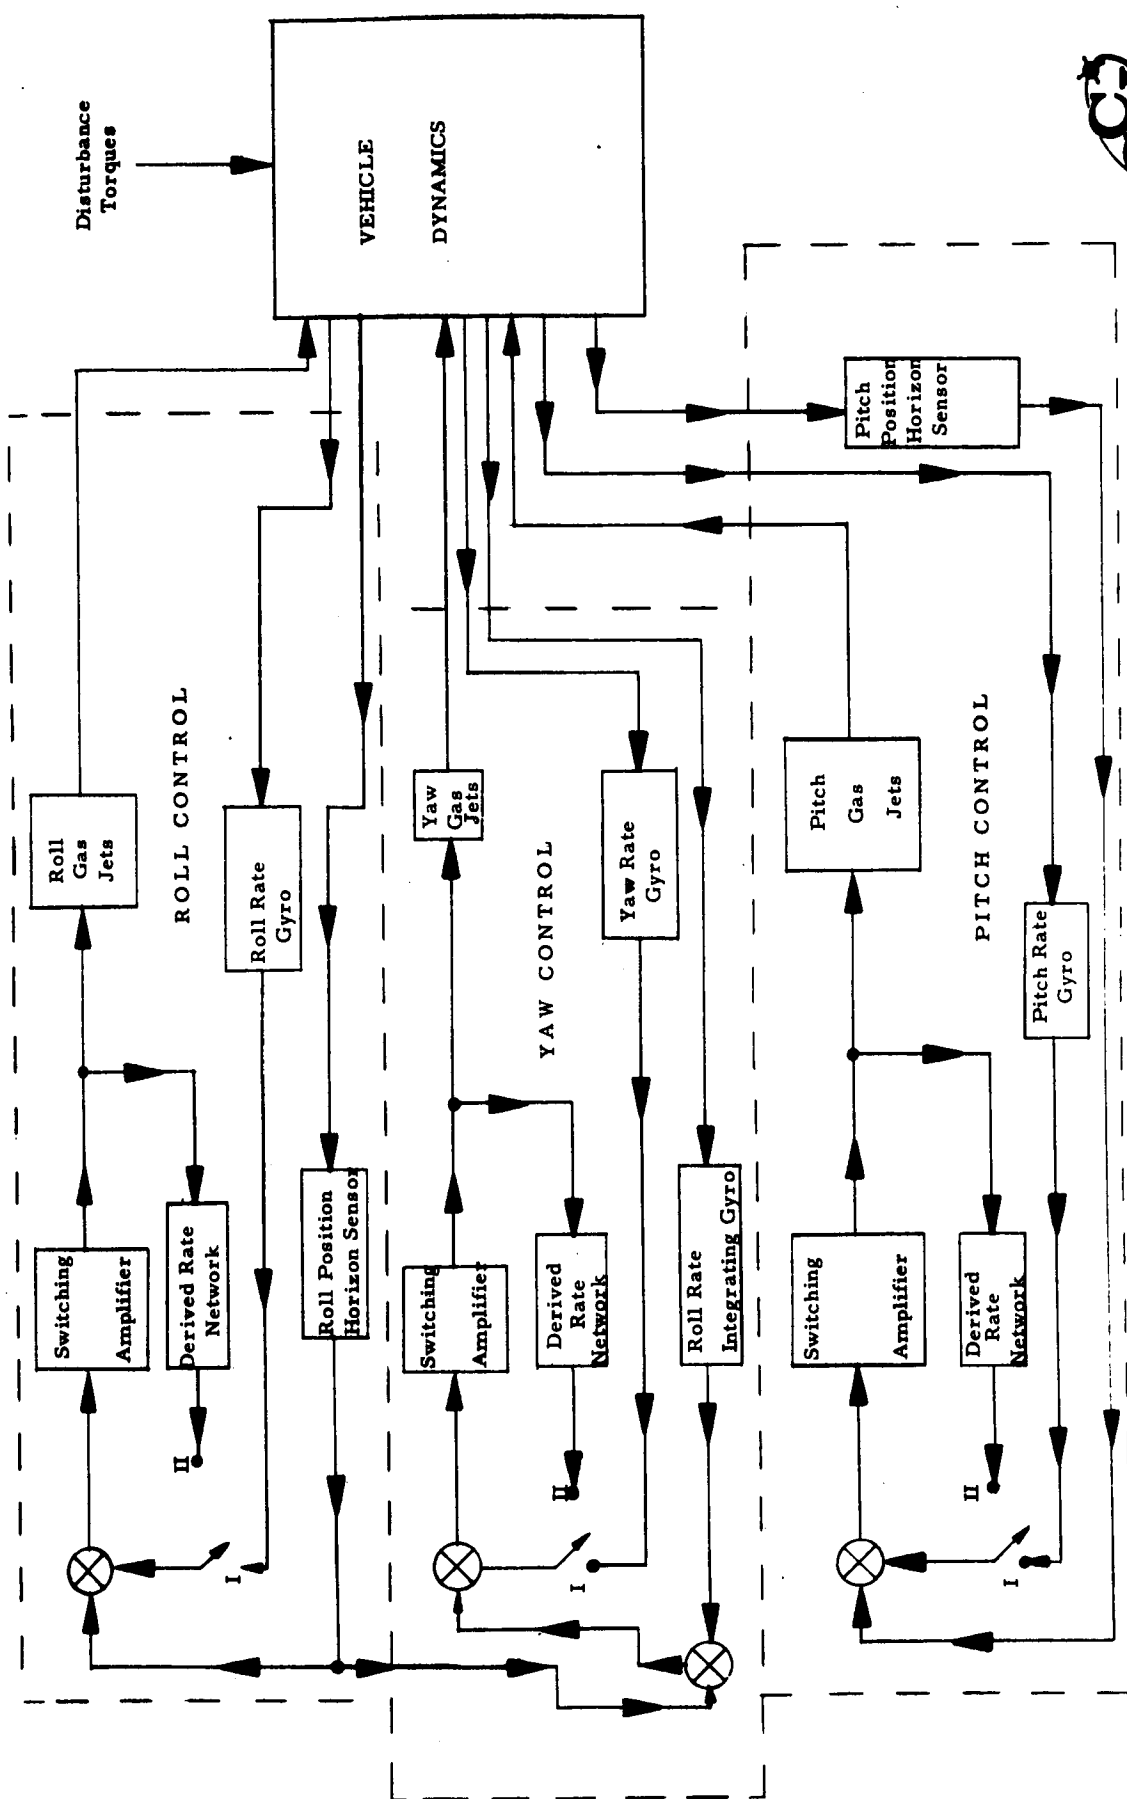 Disturbance
Torques
VEHICLE
DYNAMICS
Roll
Gas
Jets
ROLL CONTROL
Roll Rate
Gyro
Switching
Amplifier
Derived Rate
Network
II
I
Roll Position
Horizon Sensor
Yaw
Gas
Jets
YAW CONTROL
Yaw Rate
Gyro
Switching
Amplifier
Derived
Rate
Network
II
I
Roll Rate
Integrating Gyro
Pitch
Position
Horizon
Sensor
Pitch
Gas
Jets
PITCH CONTROL
Pitch Rate
Gyro
Switching
Amplifier
Derived
Rate
Network
II
I